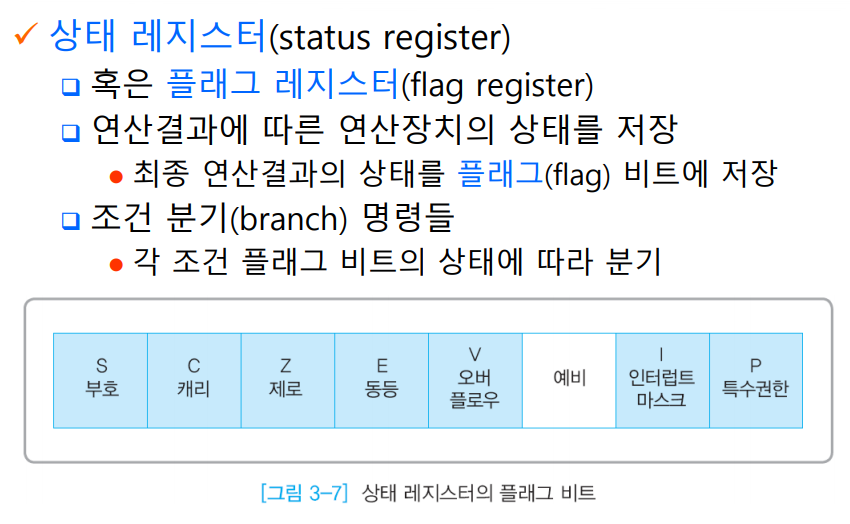 ✓ 상태 레지스터(status register)
❑ 혹은 플래그 레지스터(flag register)
❑ 연산결과에 따른 연산장치의 상태를 저장
● 최종 연산결과의 상태를 플래그(flag) 비트에 저장
❑ 조건 분기(branch) 명령들
● 각 조건 플래그 비트의 상태에 따라 분기
S
부호
C
캐리
Z
제로
E
동등
V
오버
플로우
예비
I
인터럽트
마스크
P
특수권한
[그림 3–7] 상태 레지스터의 플래그 비트